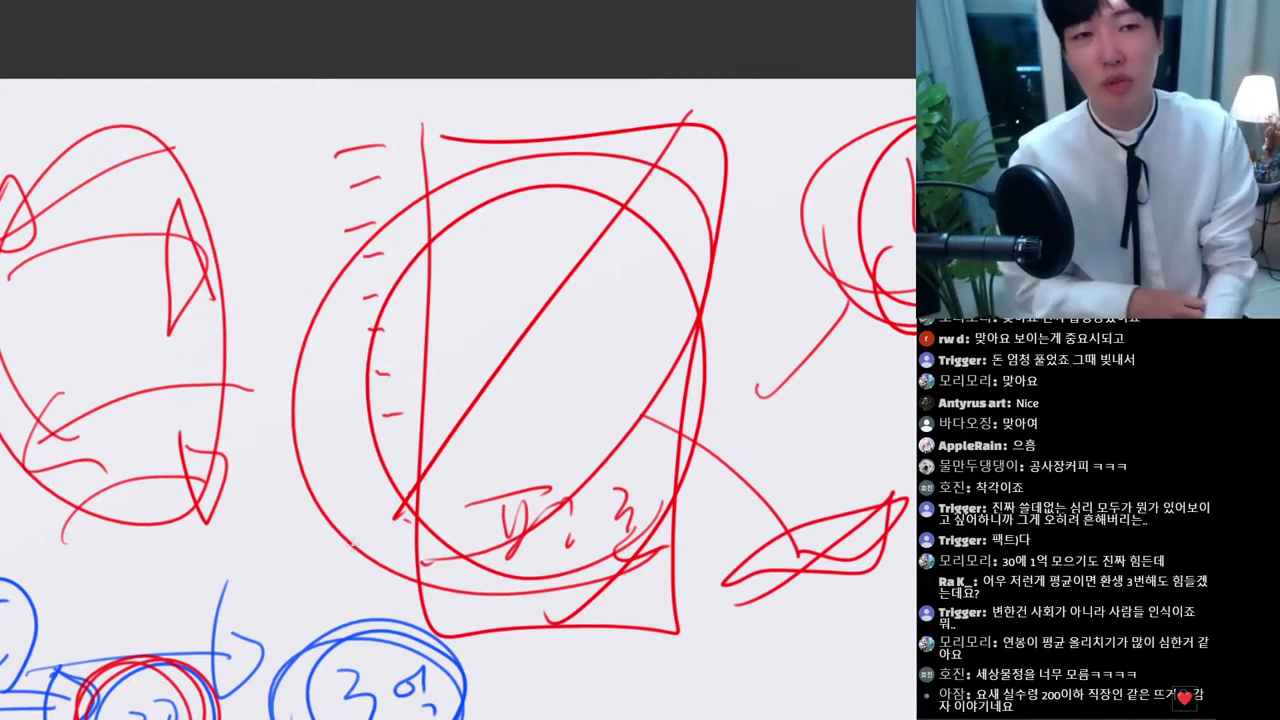 3억
rw d: 맞아요 보이는게 중요시되고
Trigger: 돈 엄청 풀었죠 그때 빚내서
모리모리: 맞아요
Antyrus art: Nice
바다오징: 맞아여
AppleRain: 으흠
물만두댕댕이: 공사장커피 ㅋㅋㅋ
호진: 착각이죠
Trigger: 진짜 쓸데없는 심리 모두가 뭔가 있어보이
고 싶어하니까 그게 오히려 흔해버리는..
Trigger: 팩트)다
모리모리: 30에 1억 모으기도 진짜 힘든데
Ra K_: 어우 저런게 평균이면 환생 3번해도 힘들겠
는데요?
Trigger: 변한건 사회가 아니라 사람들 인식이죠
뭐..
모리모리: 연봉이 평균 올리치기가 많이 심한거 같
아요
호진: 세상물정을 너무 모름ㅋㅋㅋㅋ
아잠: 요새 실수령 200이하 직장인 같은 뜨거 감
자 이야기네요